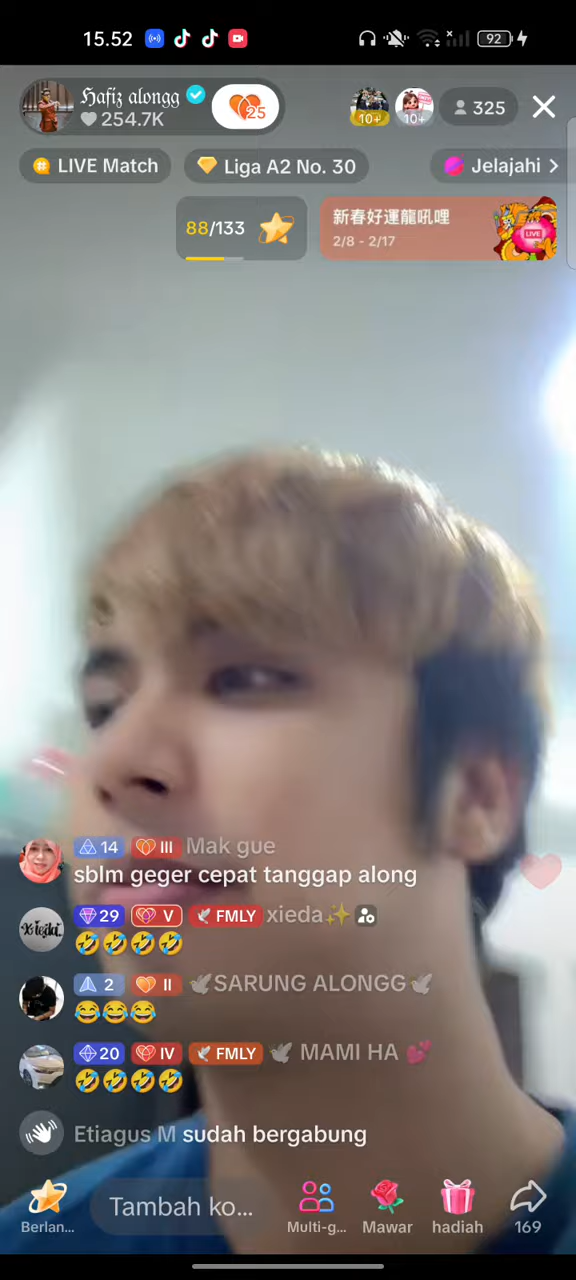 15.52
92
Hafiz alongg
254.7K
25
10+
10+
325
LIVE Match
Liga A2 No. 30
Jelajahi
88/133
新春好運龍吼哩
2/8 - 2/17
LIVE
14 III Mak gue
sblm geger cepat tanggap along
29 V FMLY xieda✨
🤣🤣🤣🤣
2 II 🕊️SARUNG ALONGG🕊️
😂😂😂
20 IV FMLY 🕊️ MAMI HA 💕
🤣🤣🤣🤣
Etiagus M sudah bergabung
Tambah ko...
Berlan...
Multi-g...
Mawar
hadiah
169